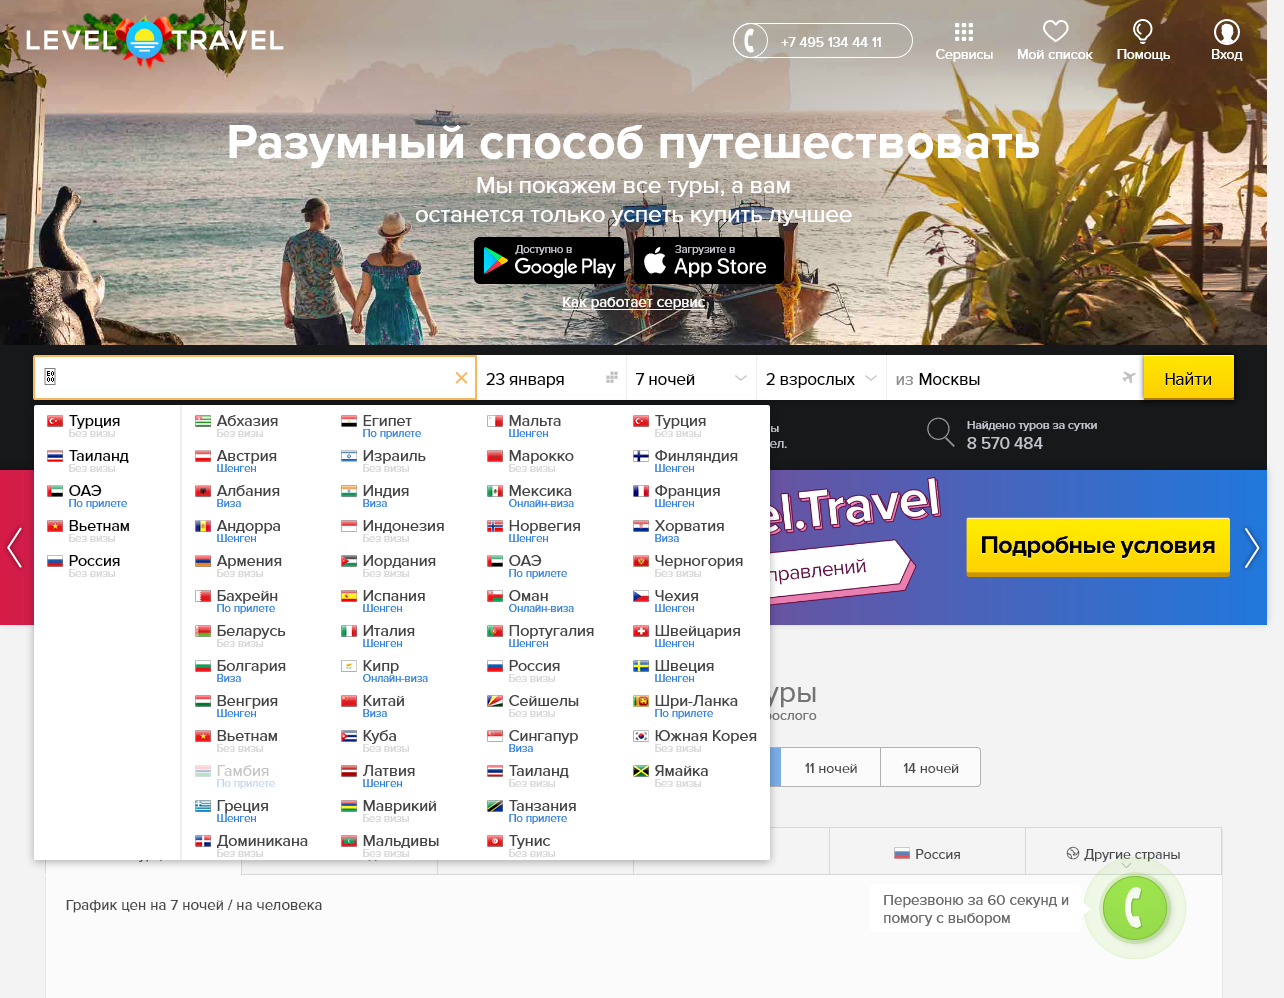 LEVEL TRAVEL
+7 495 134 44 11
Сервисы
Мой список
Помощь
Вход
Разумный способ путешествовать
Мы покажем все туры, а вам
останется только успеть купить лучшее
Доступно в
Google Play
Загрузите в
App Store
Как работает сервис
23 января
7 ночей
2 взрослых
из Москвы
Найти
Турция
Без визы
Таиланд
Без визы
ОАЭ
По прилете
Вьетнам
Без визы
Россия
Без визы
Абхазия
Без визы
Австрия
Шенген
Албания
Виза
Андорра
Шенген
Армения
Без визы
Бахрейн
По прилете
Беларусь
Без визы
Болгария
Виза
Венгрия
Шенген
Вьетнам
Без визы
Гамбия
По прилете
Греция
Шенген
Доминикана
Без визы
Египет
По прилете
Израиль
Без визы
Индия
Виза
Индонезия
Без визы
Иордания
Без визы
Испания
Шенген
Италия
Шенген
Кипр
Онлайн-виза
Китай
Виза
Куба
Без визы
Латвия
Шенген
Маврикий
Без визы
Мальдивы
Без визы
Мальта
Шенген
Марокко
Без визы
Мексика
Онлайн-виза
Норвегия
Шенген
ОАЭ
По прилете
Оман
Онлайн-виза
Португалия
Шенген
Россия
Без визы
Сейшелы
Без визы
Сингапур
Виза
Таиланд
Без визы
Танзания
По прилете
Тунис
Без визы
Турция
Без визы
Финляндия
Шенген
Франция
Шенген
Хорватия
Виза
Черногория
Без визы
Чехия
Шенген
Швейцария
Шенген
Швеция
Шенген
Шри-Ланка
По прилете
Южная Корея
Без визы
Ямайка
Без визы
ы
ел.
Найдено туров за сутки
8 570 484
el.Travel
правлений
Подробные условия
уры
рослого
11 ночей
14 ночей
Россия
Другие страны
График цен на 7 ночей / на человека
Перезвоню за 60 секунд и
помогу с выбором